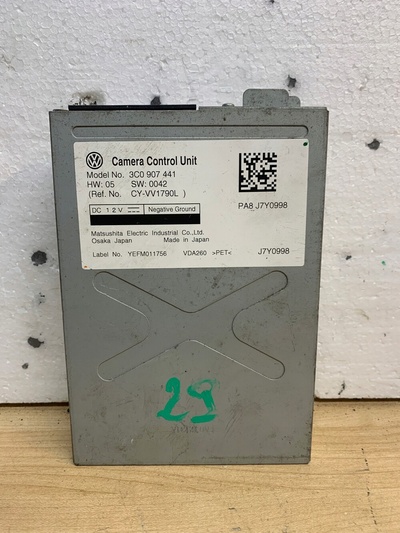 Camera Control Unit
Model No. 3C0 907 441
HW: 05 SW: 0042
(Ref. No. CY-VV1790L )
PA8 J7Y0998
DC 12V Negative Ground
Matsushita Electric Industrial Co.,Ltd.
Osaka Japan Made in Japan
Label No. YEFM011756 VDA260 >PET< J7Y0998
29